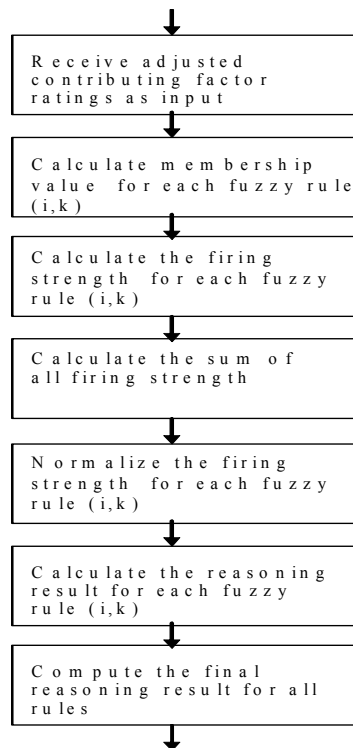 Receive adjusted
contributing factor
ratings as input
Calculate membership
value for each fuzzy rule
(i,k)
Calculate the firing
strength for each fuzzy
rule (i,k)
Calculate the sum of
all firing strength
Normalize the firing
strength for each fuzzy
rule (i,k)
Calculate the reasoning
result for each fuzzy
rule (i,k)
Compute the final
reasoning result for all
rules